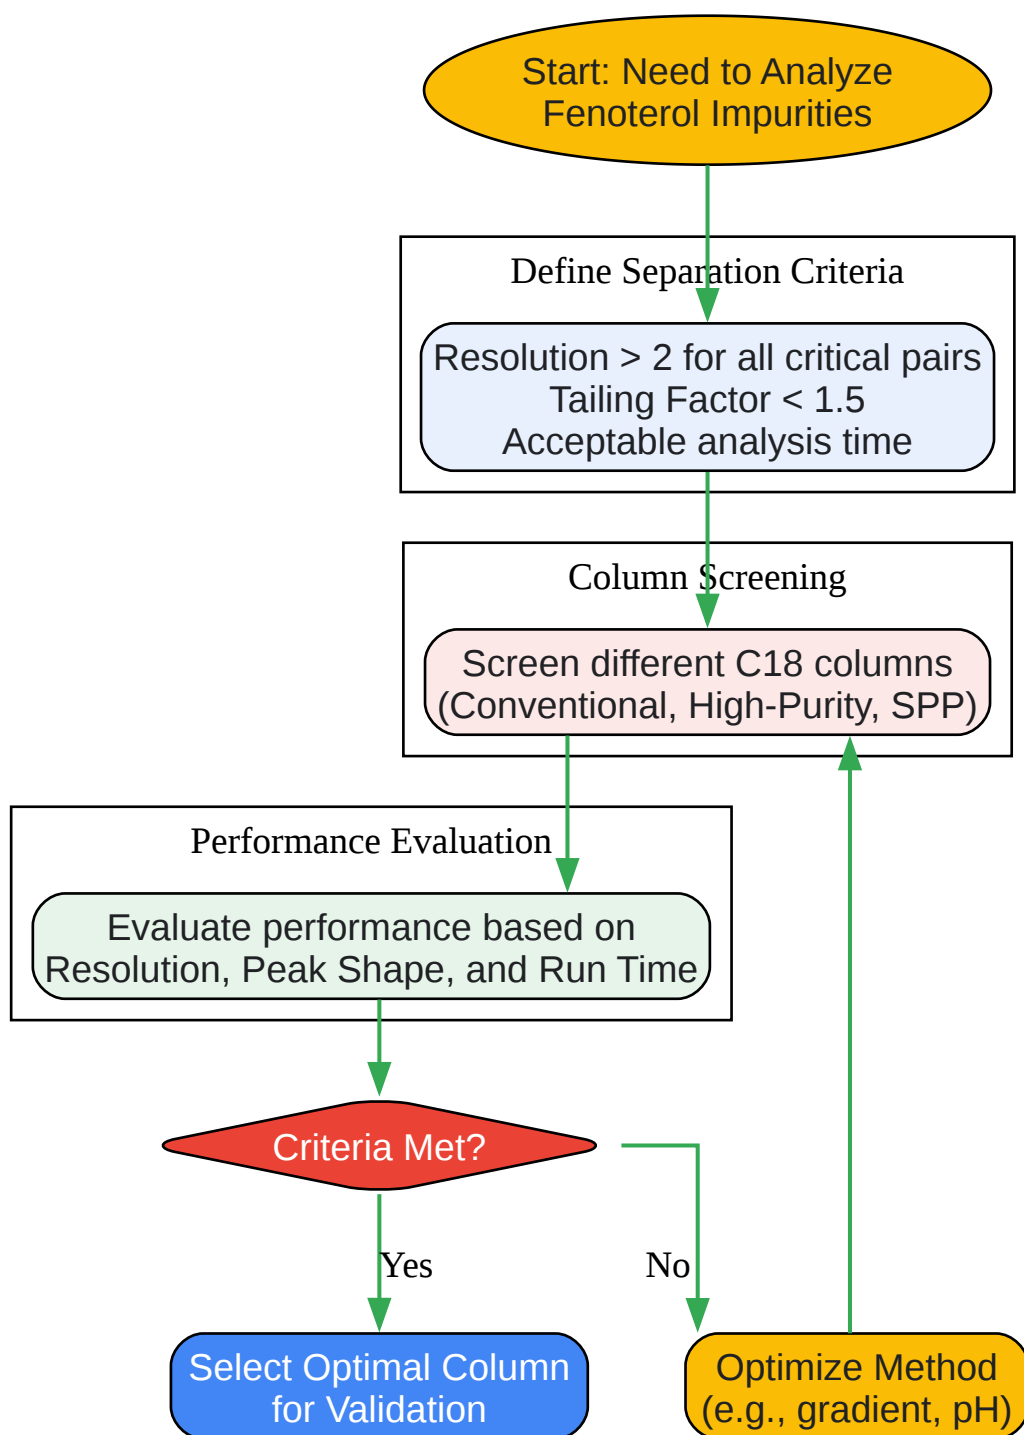 Start: Need to Analyze
Fenoterol Impurities
Define Separation Criteria
Resolution > 2 for all critical pairs
Tailing Factor < 1.5
Acceptable analysis time
Column Screening
Screen different C18 columns
(Conventional, High-Purity, SPP)
Performance Evaluation
Evaluate performance based on
Resolution, Peak Shape, and Run Time
Criteria Met?
Yes
No
Select Optimal Column
for Validation
Optimize Method
(e.g., gradient, pH)